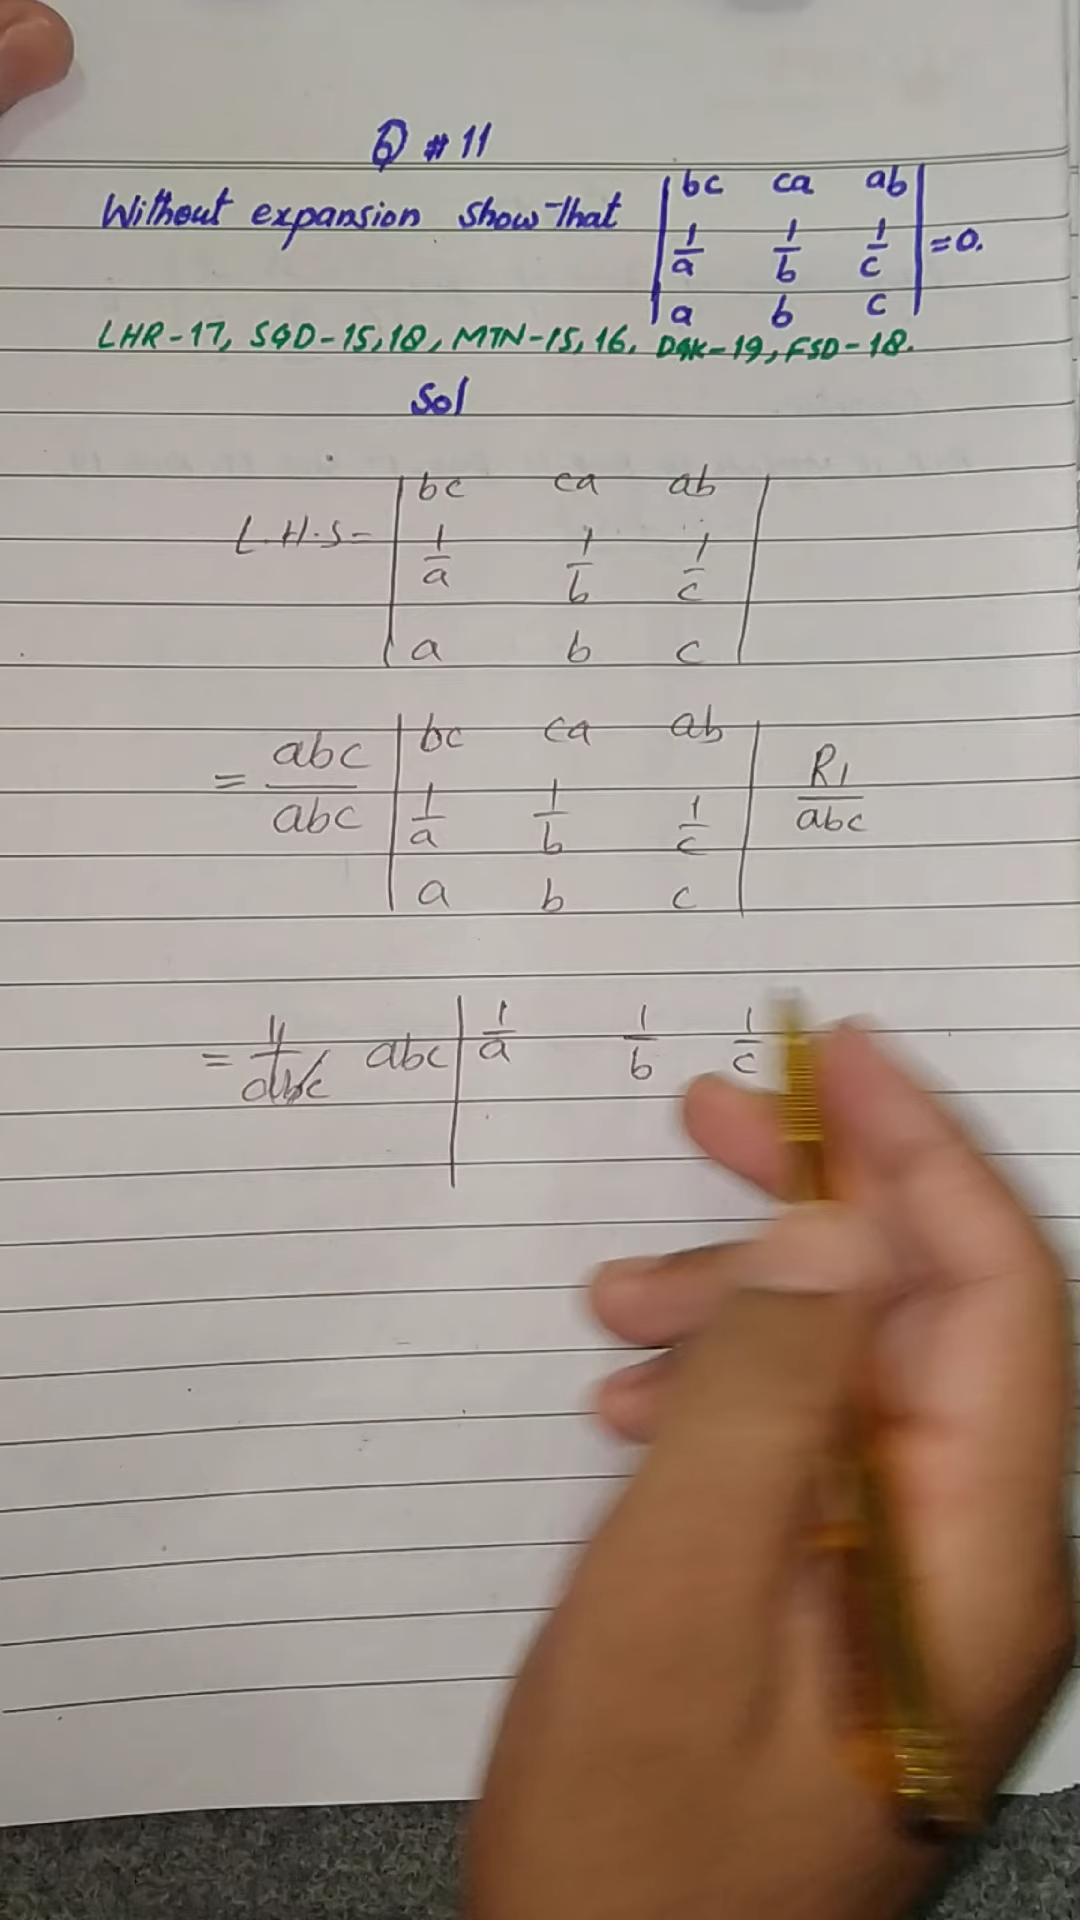 Q # 11
Without expansion show that | bc ca ab |
| 1/a 1/b 1/c | = 0.
| a b c |
LHR-17, SGD-15,18, MTN-15,16, DGK-19, FSD-18.
Sol
| bc ca ab |
L.H.S = | 1/a 1/b 1/c |
| a b c |
= abc/abc | bc ca ab | R1/abc
| 1/a 1/b 1/c |
| a b c |
= 1/abc abc | 1/a 1/b 1/c